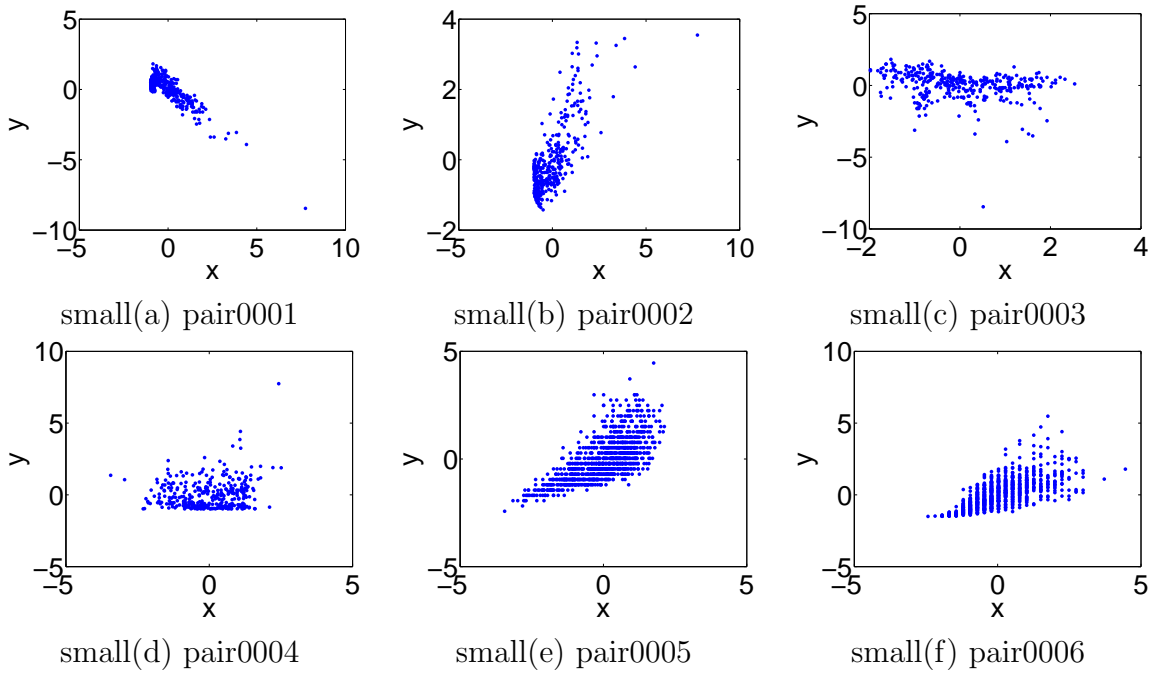 5
0
−5
−10
−5
0
5
10
y
x
small(a) pair0001
4
2
0
−2
−5
0
5
10
y
x
small(b) pair0002
5
0
−5
−10
−2
0
2
4
y
x
small(c) pair0003
10
5
0
−5
−5
0
5
y
x
small(d) pair0004
5
0
−5
−5
0
5
y
x
small(e) pair0005
10
5
0
−5
−5
0
5
y
x
small(f) pair0006